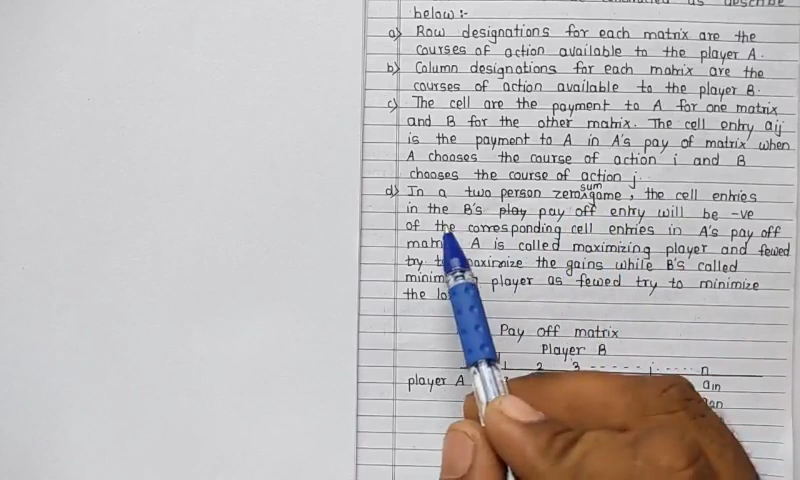 as describe
below :-
a) Row designations for each matrix are the
courses of action available to the player A.
b) Column designations for each matrix are the
courses of action available to the player B.
c) The cell are the payment to A for one matrix
and B for the other matrix. The cell entry aij
is the payment to A in A's pay of matrix when
A chooses the course of action i and B
chooses the course of action j.
d) In a two person zero sum game, the cell entries
in the B's play pay off entry will be -ve
of the corresponding cell entries in A's pay off
A is called maximizing player and fewed
try the gains while B's called
player as fewed try to minimize
the
Pay off matrix
Player B
1 2 3 ------ j ----- n
player A a1n
a2n